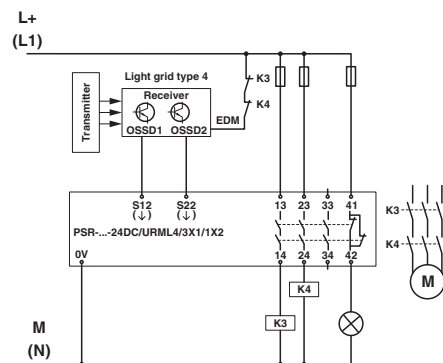 L+
(L1)
Light grid type 4
Receiver
Transmitter
OSSD1 OSSD2
EDM
K3
K4
S12 S22 13 23 33 41
(↓) (↓)
PSR-...-24DC/URML4/3X1/1X2
0V
14 24 34 42
K3
K4
M
K4
K3
M
(N)